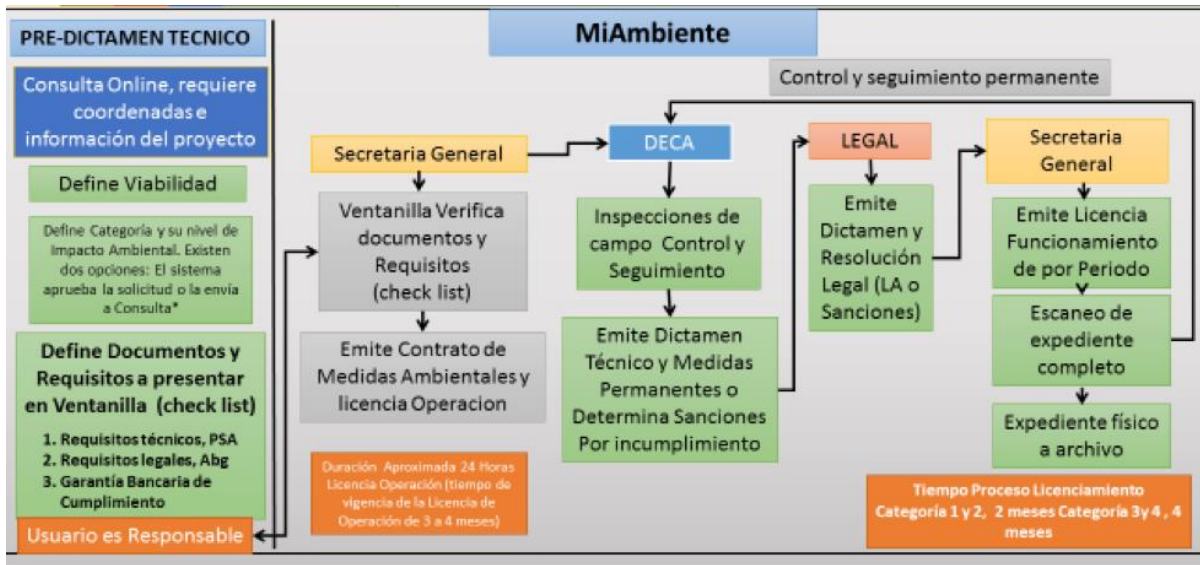 PRE-DICTAMEN TECNICO
Consulta Online, requiere
coordenadas e
información del proyecto
Define Viabilidad
Define Categoría y su nivel de
Impacto Ambiental. Existen
dos opciones: El sistema
aprueba la solicitud o la envía
a Consulta*
Define Documentos y
Requisitos a presentar
en Ventanilla (check list)
1. Requisitos técnicos, PSA
2. Requisitos legales, Abg
3. Garantía Bancaria de
Cumplimiento
Usuario es Responsable
MiAmbiente
Control y seguimiento permanente
Secretaria General
Ventanilla Verifica
documentos y
Requisitos
(check list)
Emite Contrato de
Medidas Ambientales y
licencia Operacion
Duración Aproximada 24 Horas
Licencia Operación (tiempo de
vigencia de la Licencia de
Operación de 3 a 4 meses)
DECA
Inspecciones de
campo Control y
Seguimiento
Emite Dictamen
Técnico y Medidas
Permanentes o
Determina Sanciones
Por incumplimiento
LEGAL
Emite
Dictamen y
Resolución
Legal (LA o
Sanciones)
Secretaria
General
Emite Licencia
Funcionamiento
de por Periodo
Escaneo de
expediente
completo
Expediente físico
a archivo
Tiempo Proceso Licenciamiento
Categoría 1 y 2, 2 meses Categoría 3y 4 , 4
meses